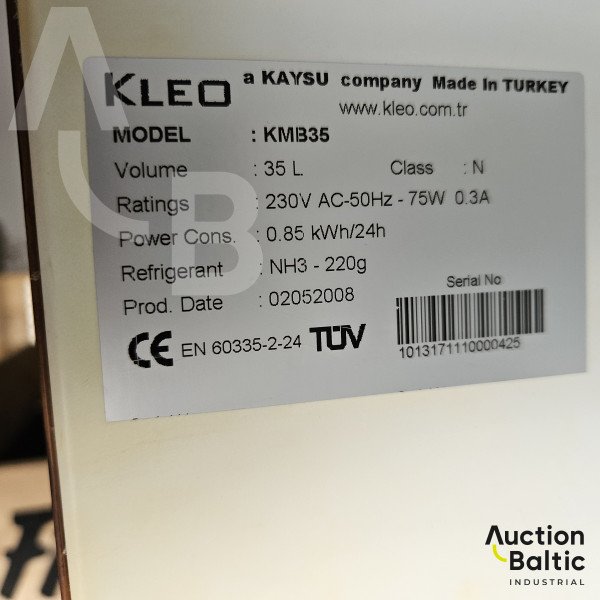 KLEO a KAYSU company Made In TURKEY
www.kleo.com.tr
MODEL : KMB35
Volume : 35 L Class : N
Ratings : 230V AC-50Hz - 75W 0.3A
Power Cons. : 0.85 kWh/24h
Refrigerant : NH3 - 220g
Prod. Date : 02052008
Serial No
CE EN 60335-2-24 TÜV
1013171110000425
AB
Auction
Baltic
INDUSTRIAL